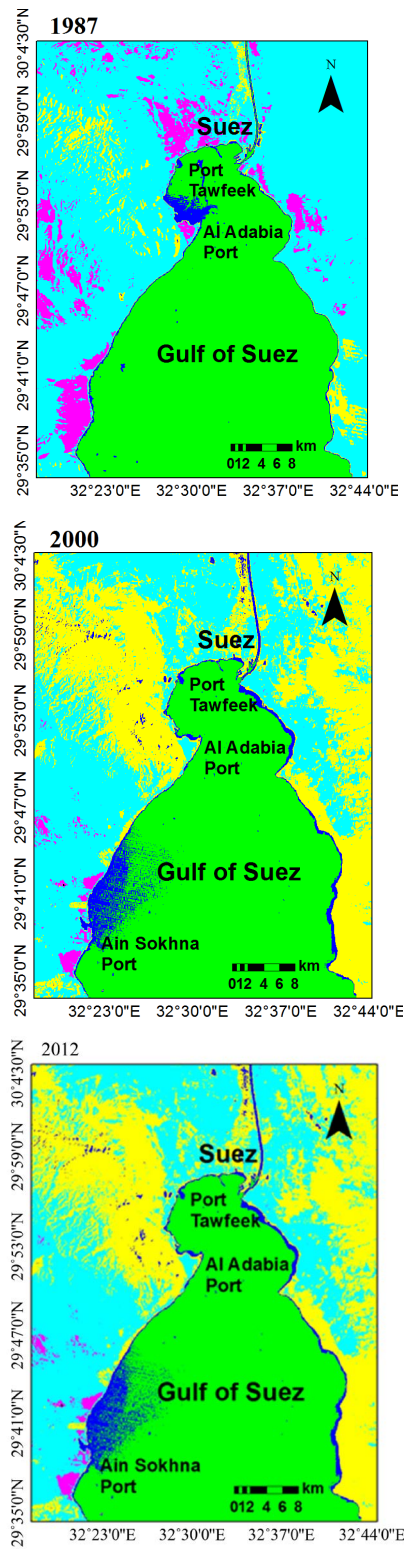 1987
30°4'30"N
N
29°59'0"N
Suez
Port
Tawfeek
29°53'0"N
Al Adabia
Port
29°47'0"N
Gulf of Suez
29°41'0"N
km
012 4 6 8
29°35'0"N
32°23'0"E 32°30'0"E 32°37'0"E 32°44'0"E
2000
30°4'30"N
N
29°59'0"N
Suez
Port
Tawfeek
29°53'0"N
Al Adabia
Port
29°47'0"N
Gulf of Suez
29°41'0"N
Ain Sokhna
Port
km
012 4 6 8
29°35'0"N
32°23'0"E 32°30'0"E 32°37'0"E 32°44'0"E
2012
30°4'30"N
N
29°59'0"N
Suez
Port
Tawfeek
29°53'0"N
Al Adabia
Port
29°47'0"N
Gulf of Suez
29°41'0"N
Ain Sokhna
Port
km
012 4 6 8
29°35'0"N
32°23'0"E 32°30'0"E 32°37'0"E 32°44'0"E